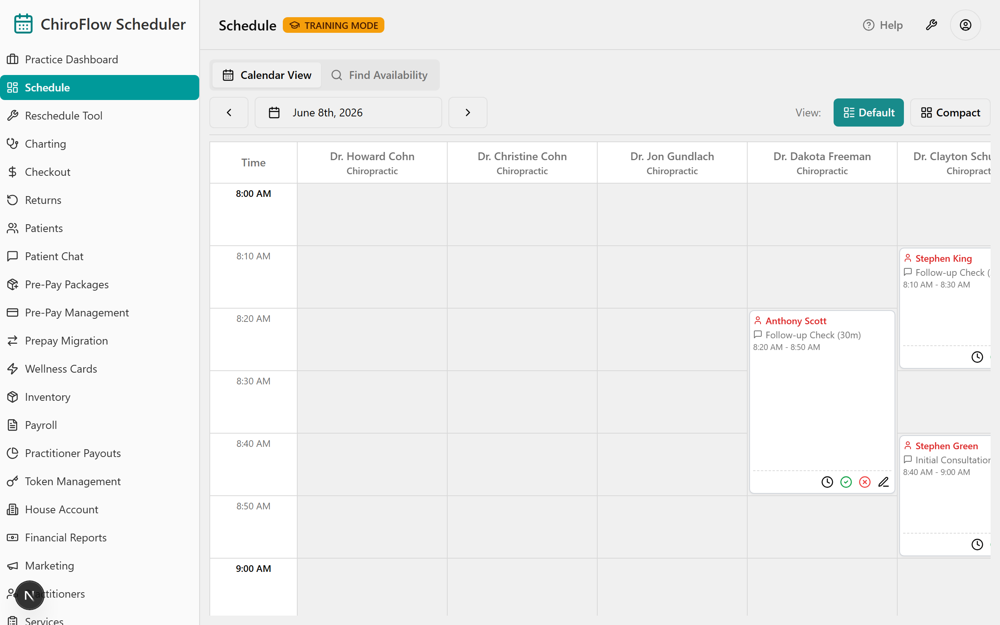 ChiroFlow Scheduler
Practice Dashboard
Schedule
Reschedule Tool
Charting
Checkout
Returns
Patients
Patient Chat
Pre-Pay Packages
Pre-Pay Management
Prepay Migration
Wellness Cards
Inventory
Payroll
Practitioner Payouts
Token Management
House Account
Financial Reports
Marketing
N
ctitioners
Services
Schedule
TRAINING MODE
Help
Calendar View
Find Availability
June 8th, 2026
View:
Default
Compact
Time
Dr. Howard Cohn
Chiropractic
Dr. Christine Cohn
Chiropractic
Dr. Jon Gundlach
Chiropractic
Dr. Dakota Freeman
Chiropractic
Dr. Clayton Schu
Chiropract
8:00 AM
8:10 AM
8:20 AM
8:30 AM
8:40 AM
8:50 AM
9:00 AM
Anthony Scott
Follow-up Check (30m)
8:20 AM - 8:50 AM
Stephen King
Follow-up Check (
8:10 AM - 8:30 AM
Stephen Green
Initial Consultation
8:40 AM - 9:00 AM